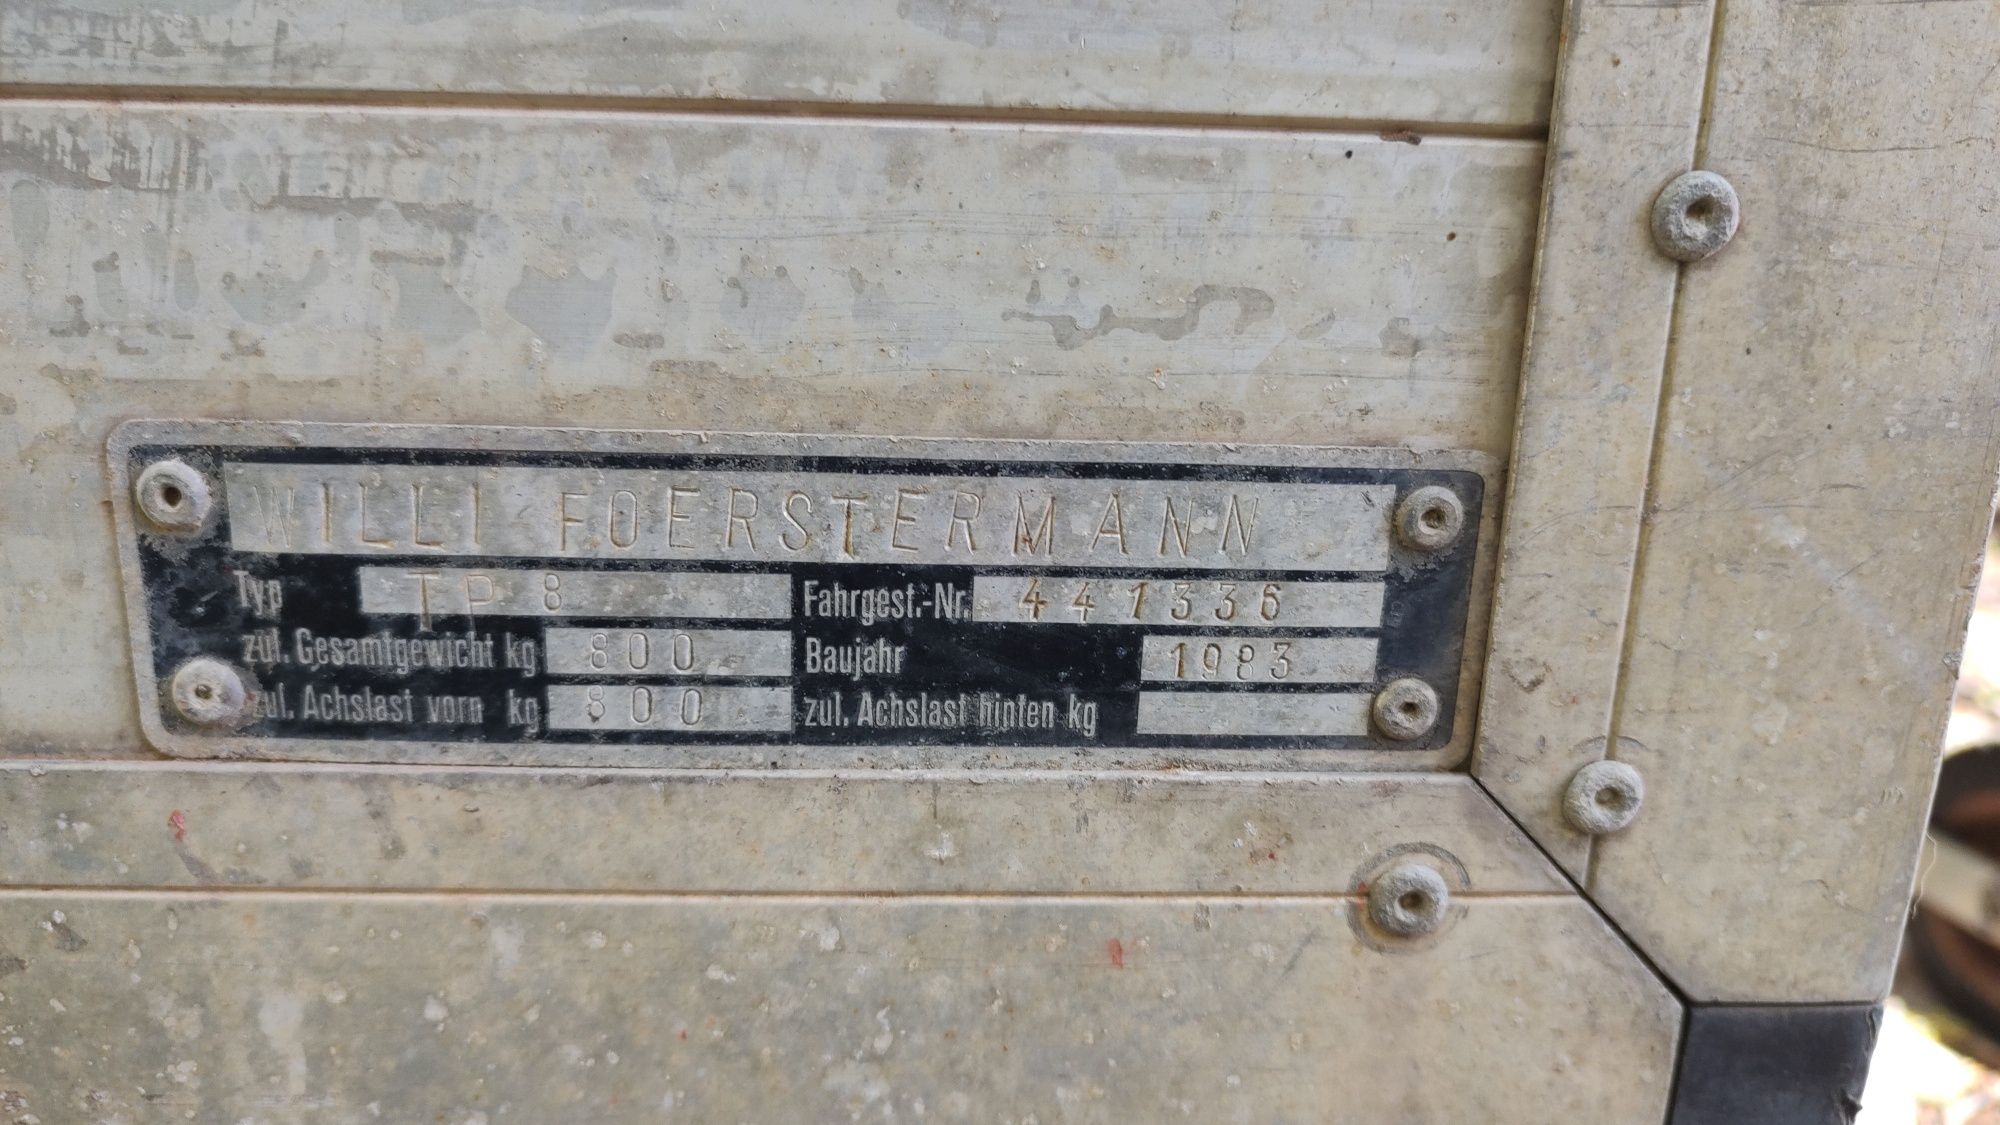 WILLI FOERSTERMANN
Typ TP 8 Fahrgest.-Nr. 441336
zul. Gesamtgewicht kg 800 Baujahr 1983
zul. Achslast vorn kg 800 zul. Achslast hinten kg